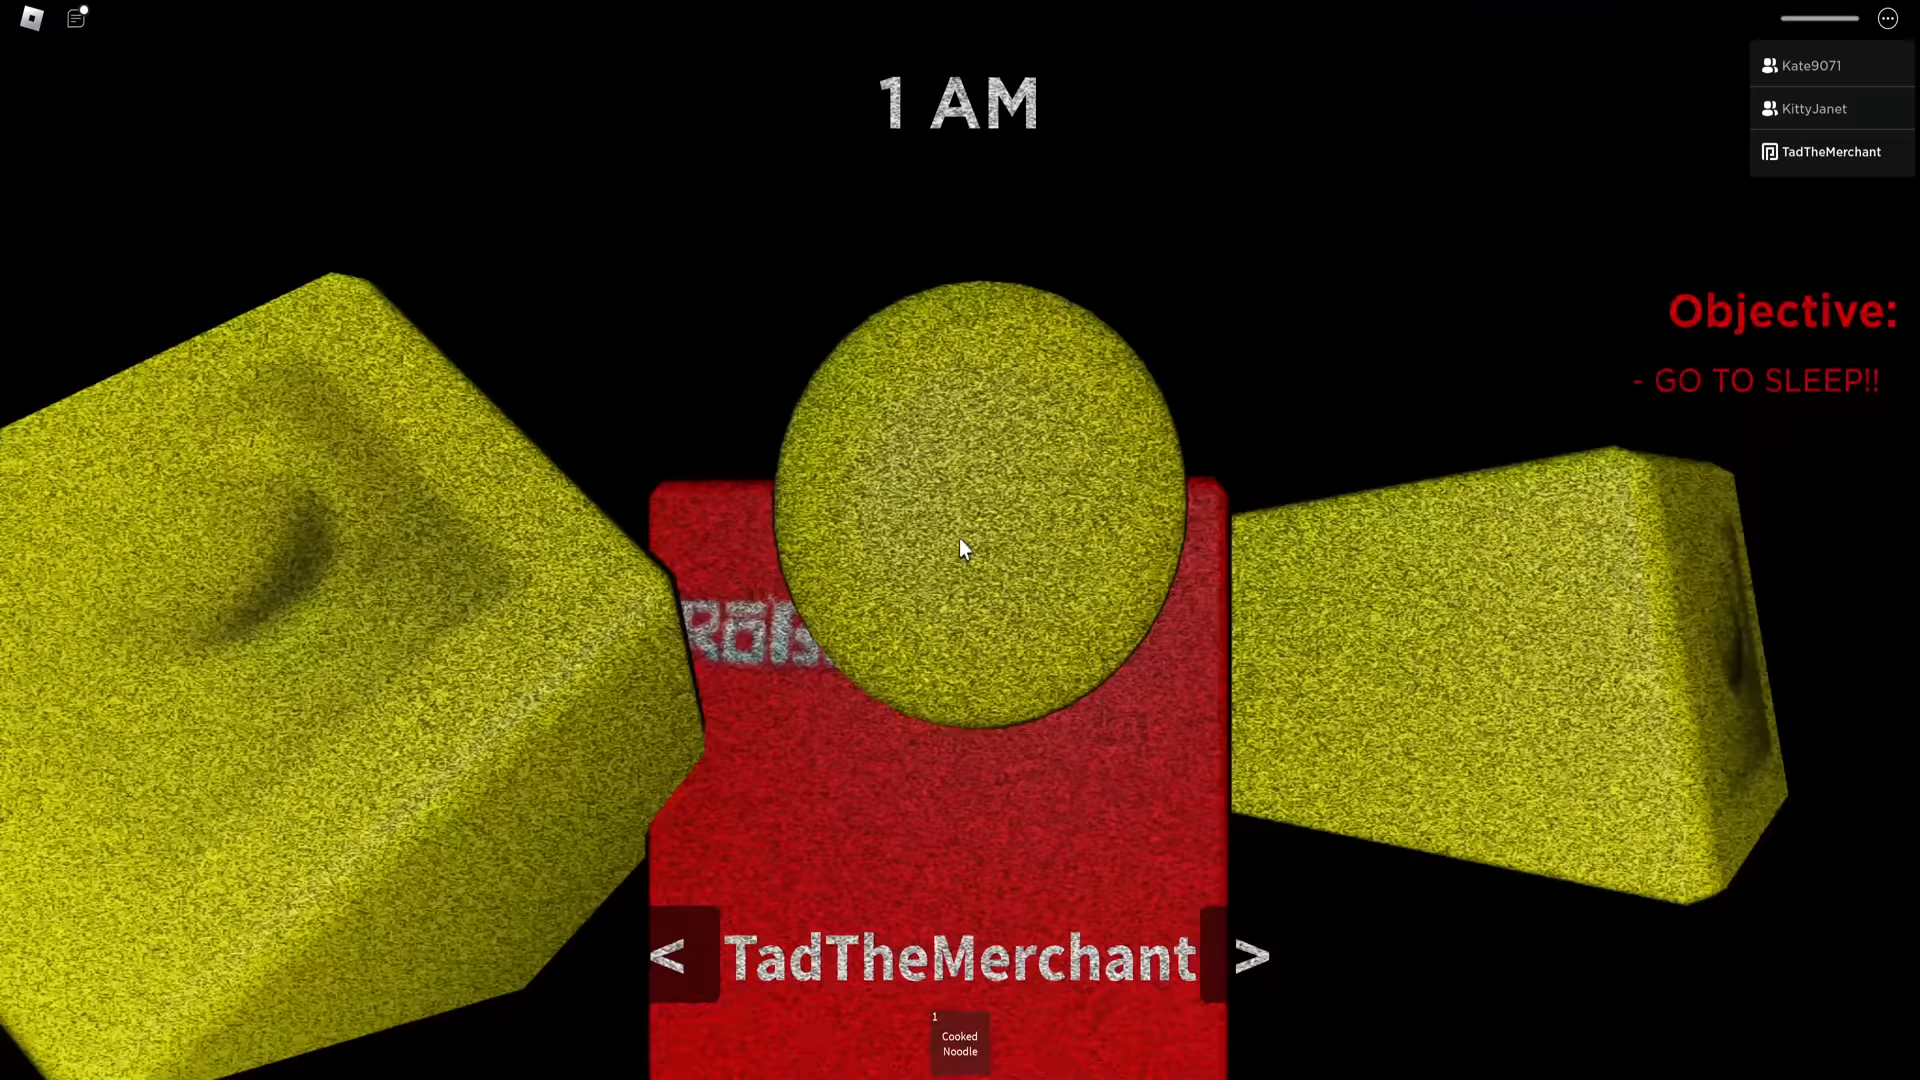 1 AM
Kate9071
KittyJanet
TadTheMerchant
Objective:
- GO TO SLEEP!!
< TadTheMerchant >
1
Cooked
Noodle